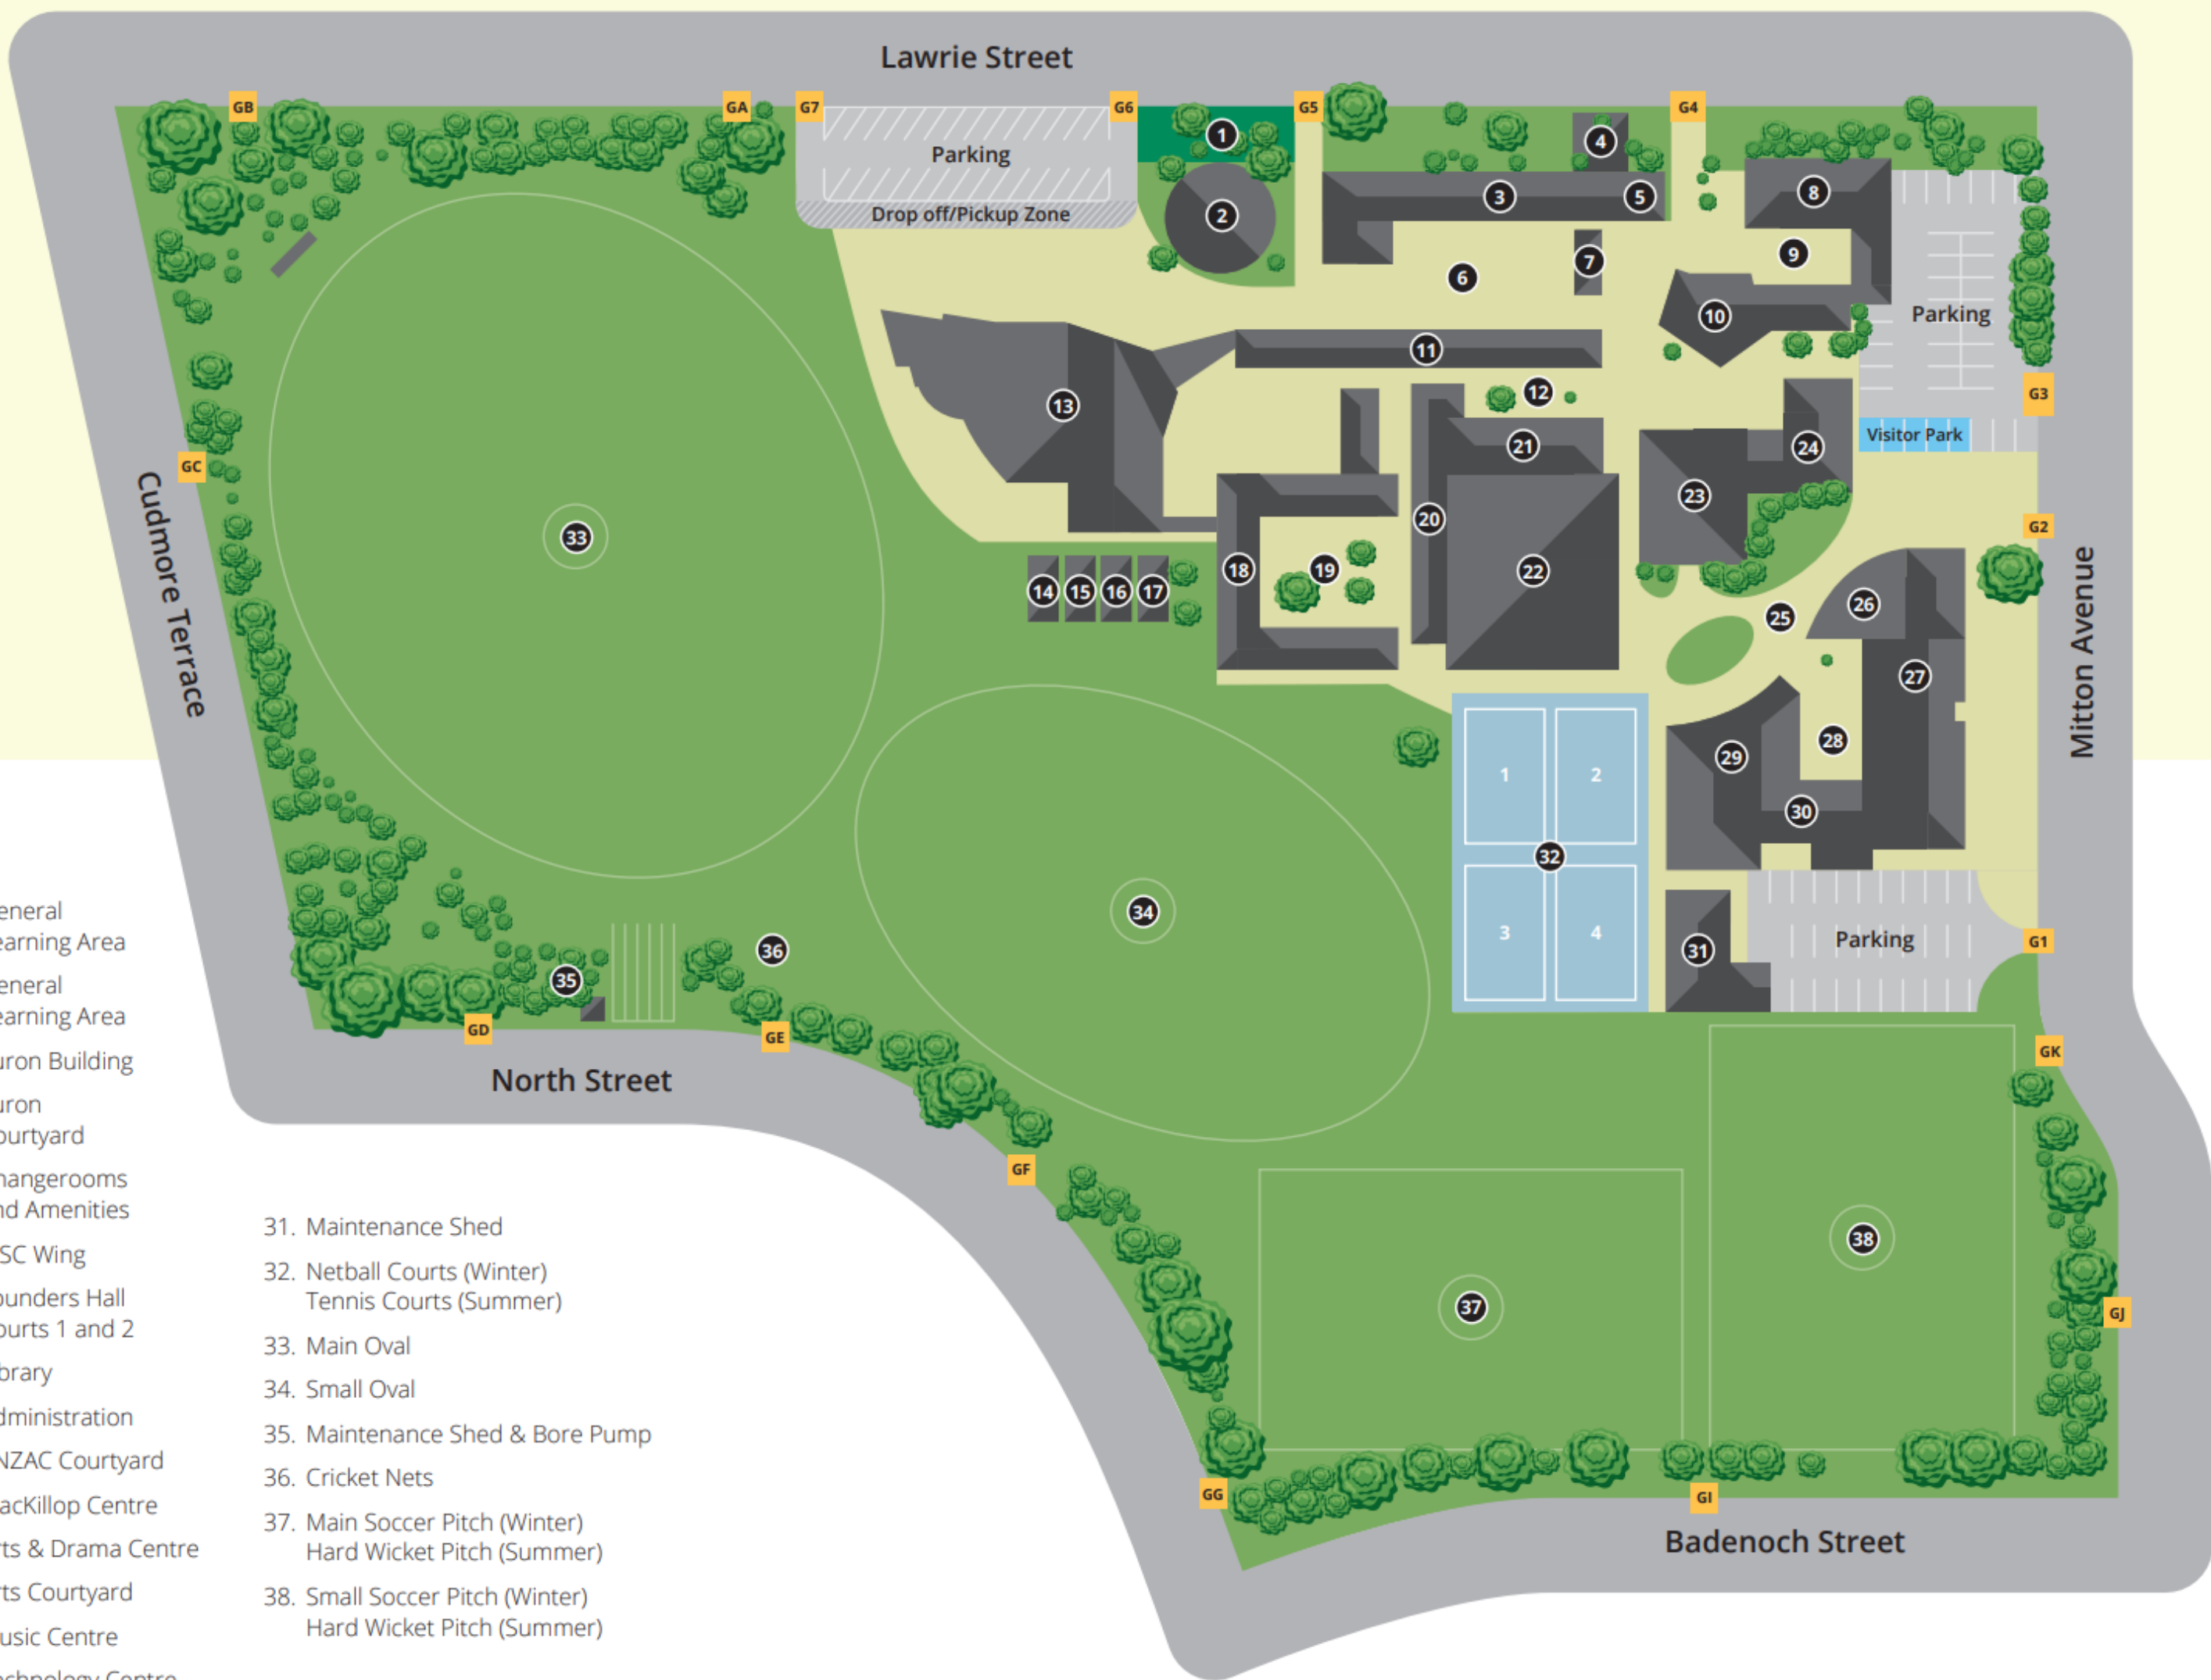 Lawrie Street
GB
GA
G7
G6
G5
G4
1
4
Parking
Drop off/Pickup Zone
2
3
5
8
9
6
7
10
Parking
11
12
13
G3
21
24
Visitor Park
GC
Cudmore Terrace
23
20
G2
33
18
19
22
14
15
16
17
25
26
Mitton Avenue
27
28
29
30
1
2
32
3
4
34
31
Parking
G1
36
35
GD
GE
North Street
GK
GF
38
37
GJ
GG
GI
Badenoch Street
eneral
earning Area
eneral
earning Area
uron Building
uron
ourtyard
hangerooms
nd Amenities
SC Wing
ounders Hall
ourts 1 and 2
brary
dministration
NZAC Courtyard
acKillop Centre
rts & Drama Centre
rts Courtyard
usic Centre
echnology Centre
31. Maintenance Shed
32. Netball Courts (Winter)
Tennis Courts (Summer)
33. Main Oval
34. Small Oval
35. Maintenance Shed & Bore Pump
36. Cricket Nets
37. Main Soccer Pitch (Winter)
Hard Wicket Pitch (Summer)
38. Small Soccer Pitch (Winter)
Hard Wicket Pitch (Summer)